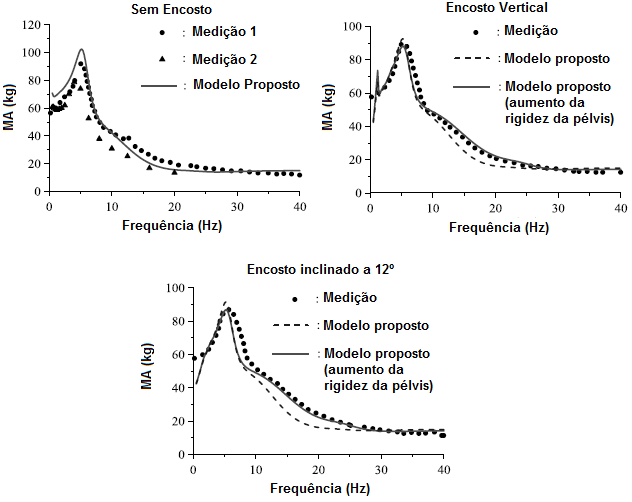 Sem Encosto
MA (kg)
120
100
80
60
40
20
0
: Medição 1
: Medição 2
: Modelo Proposto
0 10 20 30 40
Frequência (Hz)
Encosto Vertical
MA (kg)
100
80
60
40
20
0
: Medição
: Modelo proposto
: Modelo proposto
(aumento da
rigidez da pélvis)
0 10 20 30 40
Frequência (Hz)
Encosto inclinado a 12º
MA (kg)
100
80
60
40
20
0
: Medição
: Modelo proposto
: Modelo proposto
(aumento da
rigidez da pélvis)
0 10 20 30 40
Frequência (Hz)